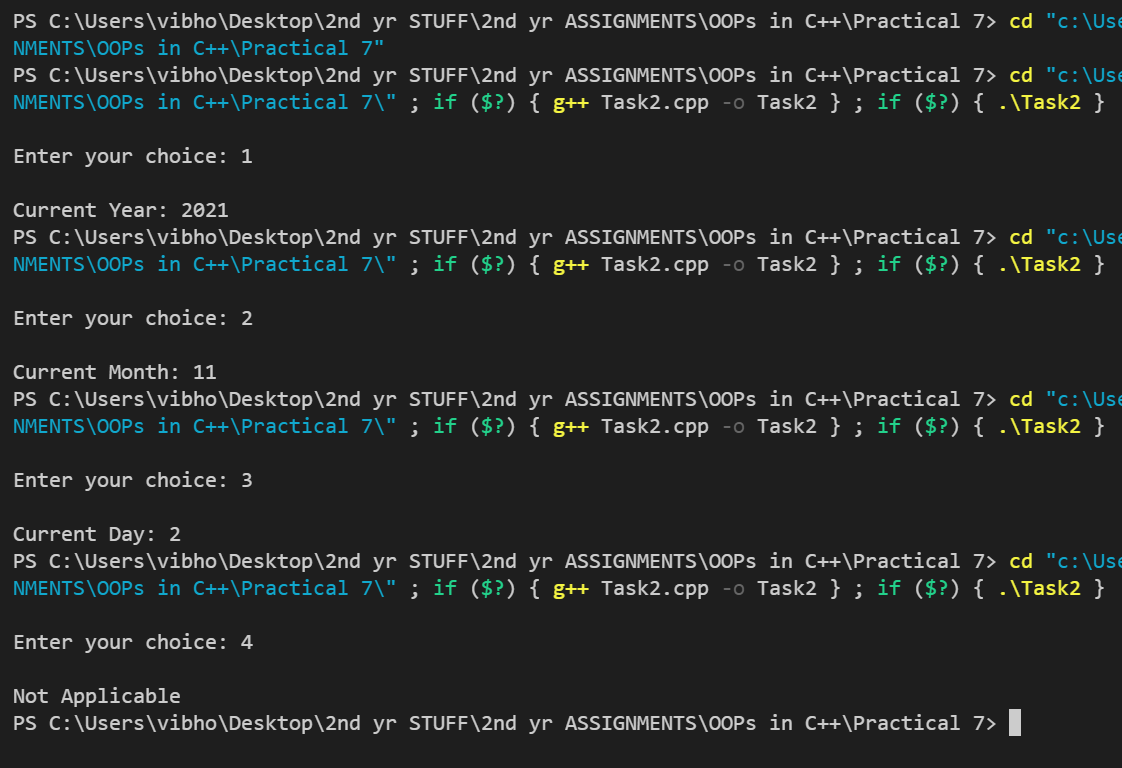 PS C:\Users\vibho\Desktop\2nd yr STUFF\2nd yr ASSIGNMENTS\OOPs in C++\Practical 7> cd "c:\Use
NMENTS\OOPs in C++\Practical 7"
PS C:\Users\vibho\Desktop\2nd yr STUFF\2nd yr ASSIGNMENTS\OOPs in C++\Practical 7> cd "c:\Use
NMENTS\OOPs in C++\Practical 7\" ; if ($?) { g++ Task2.cpp -o Task2 } ; if ($?) { .\Task2 }
Enter your choice: 1
Current Year: 2021
PS C:\Users\vibho\Desktop\2nd yr STUFF\2nd yr ASSIGNMENTS\OOPs in C++\Practical 7> cd "c:\Use
NMENTS\OOPs in C++\Practical 7\" ; if ($?) { g++ Task2.cpp -o Task2 } ; if ($?) { .\Task2 }
Enter your choice: 2
Current Month: 11
PS C:\Users\vibho\Desktop\2nd yr STUFF\2nd yr ASSIGNMENTS\OOPs in C++\Practical 7> cd "c:\Use
NMENTS\OOPs in C++\Practical 7\" ; if ($?) { g++ Task2.cpp -o Task2 } ; if ($?) { .\Task2 }
Enter your choice: 3
Current Day: 2
PS C:\Users\vibho\Desktop\2nd yr STUFF\2nd yr ASSIGNMENTS\OOPs in C++\Practical 7> cd "c:\Use
NMENTS\OOPs in C++\Practical 7\" ; if ($?) { g++ Task2.cpp -o Task2 } ; if ($?) { .\Task2 }
Enter your choice: 4
Not Applicable
PS C:\Users\vibho\Desktop\2nd yr STUFF\2nd yr ASSIGNMENTS\OOPs in C++\Practical 7>